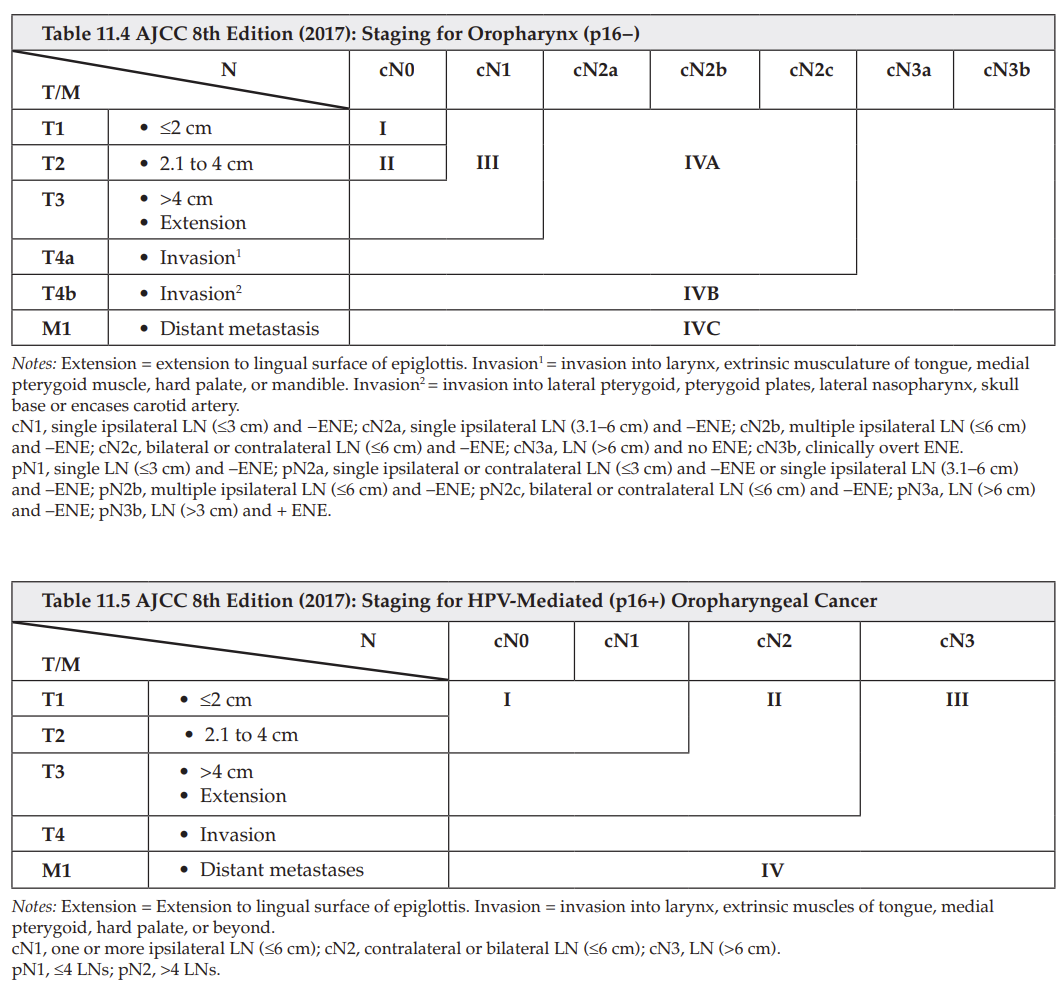 Table 11.4 AJCC 8th Edition (2017): Staging for Oropharynx (p16–)
N
T/M
cN0 cN1 cN2a cN2b cN2c cN3a cN3b
T1 • ≤2 cm I
T2 • 2.1 to 4 cm II III IVA
T3 • >4 cm
• Extension
T4a • Invasion¹
T4b • Invasion² IVB
M1 • Distant metastasis IVC
Notes: Extension = extension to lingual surface of epiglottis. Invasion¹ = invasion into larynx, extrinsic musculature of tongue, medial
pterygoid muscle, hard palate, or mandible. Invasion² = invasion into lateral pterygoid, pterygoid plates, lateral nasopharynx, skull
base or encases carotid artery.
cN1, single ipsilateral LN (≤3 cm) and −ENE; cN2a, single ipsilateral LN (3.1–6 cm) and –ENE; cN2b, multiple ipsilateral LN (≤6 cm)
and –ENE; cN2c, bilateral or contralateral LN (≤6 cm) and –ENE; cN3a, LN (>6 cm) and no ENE; cN3b, clinically overt ENE.
pN1, single LN (≤3 cm) and –ENE; pN2a, single ipsilateral or contralateral LN (≤3 cm) and –ENE or single ipsilateral LN (3.1–6 cm)
and –ENE; pN2b, multiple ipsilateral LN (≤6 cm) and –ENE; pN2c, bilateral or contralateral LN (≤6 cm) and –ENE; pN3a, LN (>6 cm)
and –ENE; pN3b, LN (>3 cm) and + ENE.
Table 11.5 AJCC 8th Edition (2017): Staging for HPV-Mediated (p16+) Oropharyngeal Cancer
N
T/M
cN0 cN1 cN2 cN3
T1 • ≤2 cm I II III
T2 • 2.1 to 4 cm
T3 • >4 cm
• Extension
T4 • Invasion
M1 • Distant metastases IV
Notes: Extension = Extension to lingual surface of epiglottis. Invasion = invasion into larynx, extrinsic muscles of tongue, medial
pterygoid, hard palate, or beyond.
cN1, one or more ipsilateral LN (≤6 cm); cN2, contralateral or bilateral LN (≤6 cm); cN3, LN (>6 cm).
pN1, ≤4 LNs; pN2, >4 LNs.